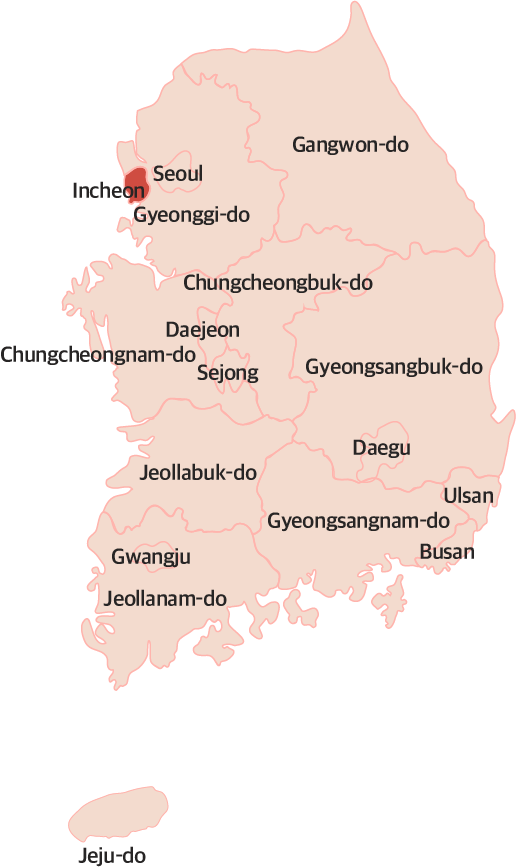 Gangwon-do
Seoul
Incheon
Gyeonggi-do
Chungcheongbuk-do
Daejeon
Chungcheongnam-do
Sejong
Gyeongsangbuk-do
Daegu
Jeollabuk-do
Ulsan
Gyeongsangnam-do
Busan
Gwangju
Jeollanam-do
Jeju-do